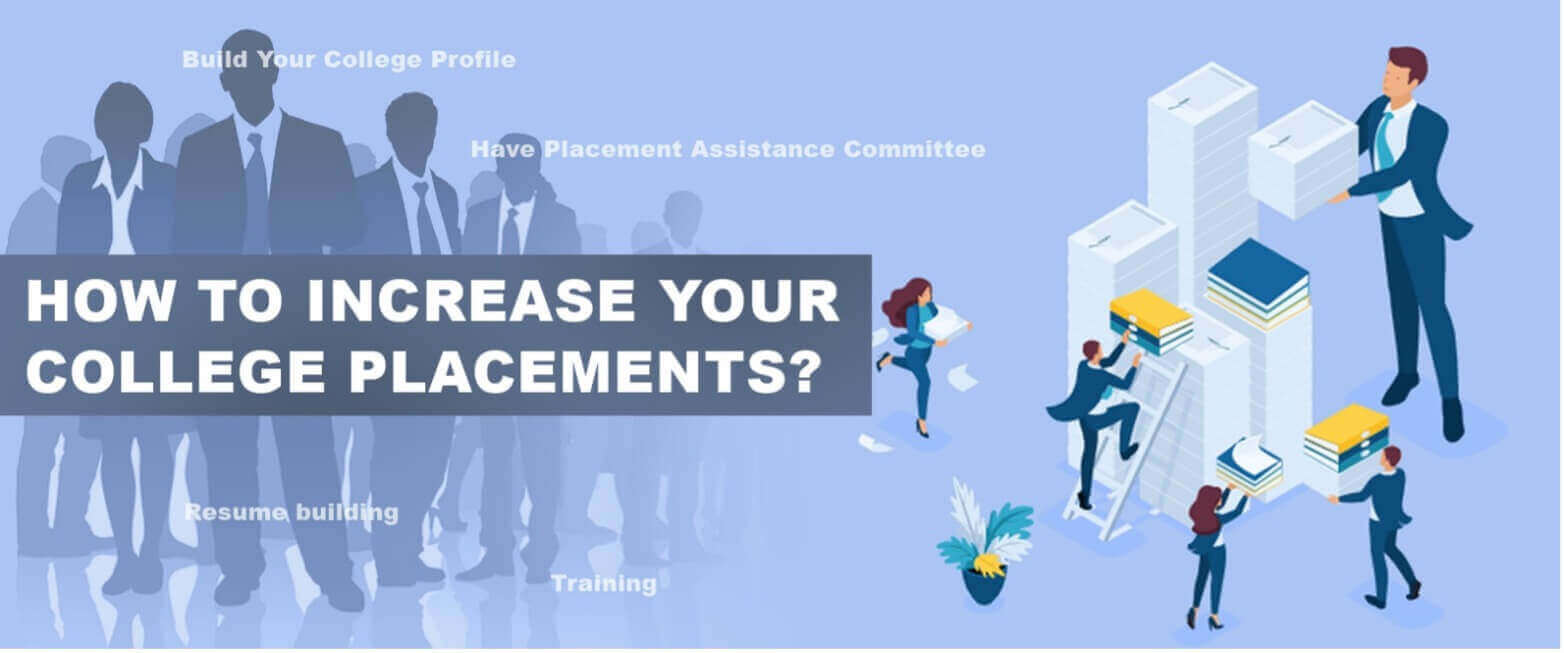 Build Your College Profile
Have Placement Assistance Committee
HOW TO INCREASE YOUR
COLLEGE PLACEMENTS?
Resume building
Training